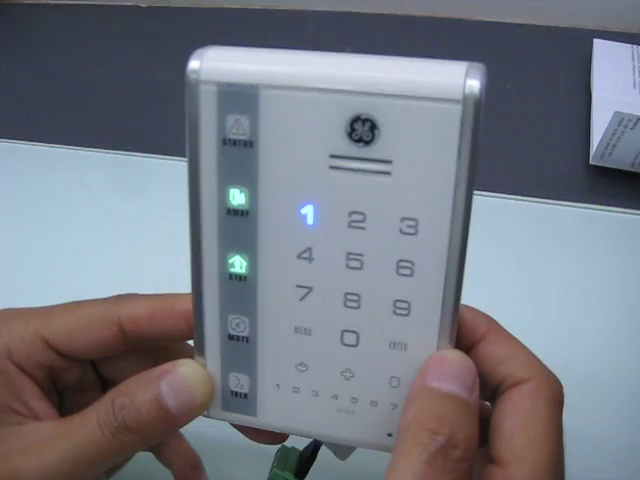 GE
STATUS
AWAY
STAY
MUTE
TALK
1 2 3
4 5 6
7 8 9
MENU 0 ENTER
1 2 3 4 5 6 7